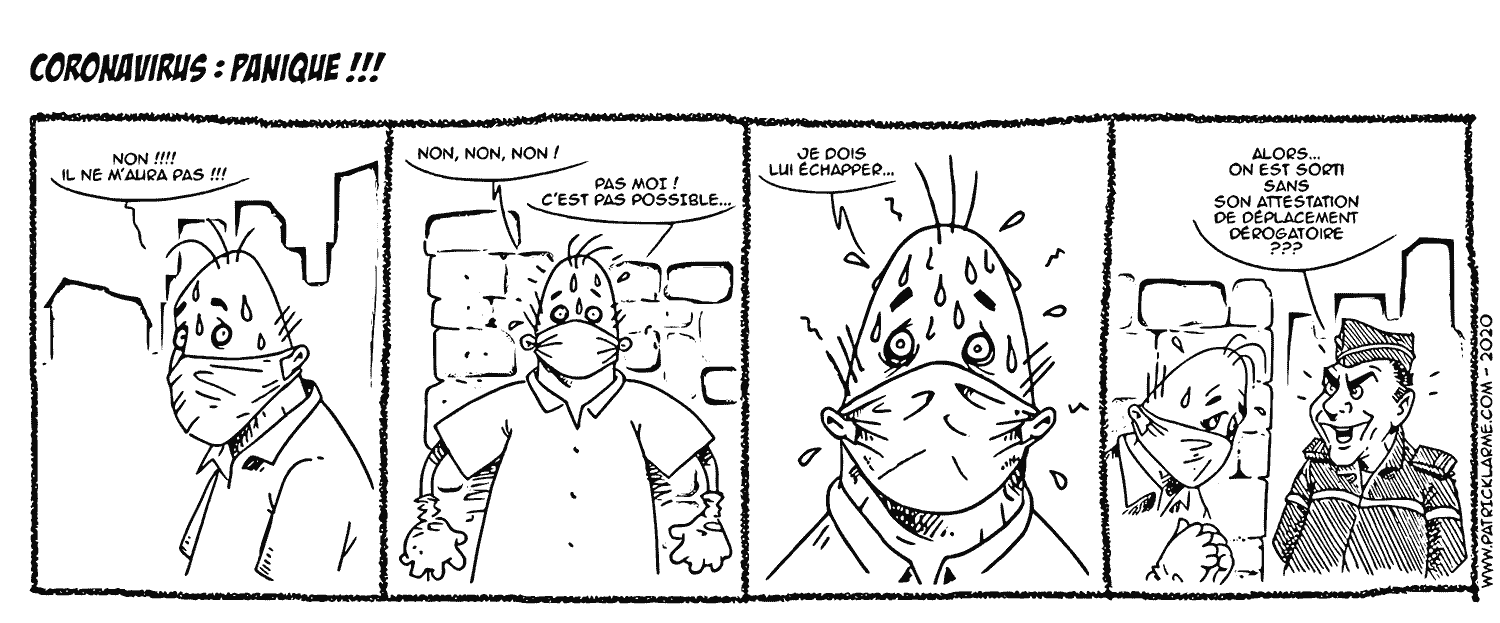 CORONAVIRUS : PANIQUE !!!
NON !!!!
IL NE M'AURA PAS !!!
NON, NON, NON !
PAS MOI !
C'EST PAS POSSIBLE...
JE DOIS
LUI ÉCHAPPER...
ALORS...
ON EST SORTI
SANS
SON ATTESTATION
DE DÉPLACEMENT
DÉROGATOIRE
???
WWW.PATRICKLARME.COM - 2020